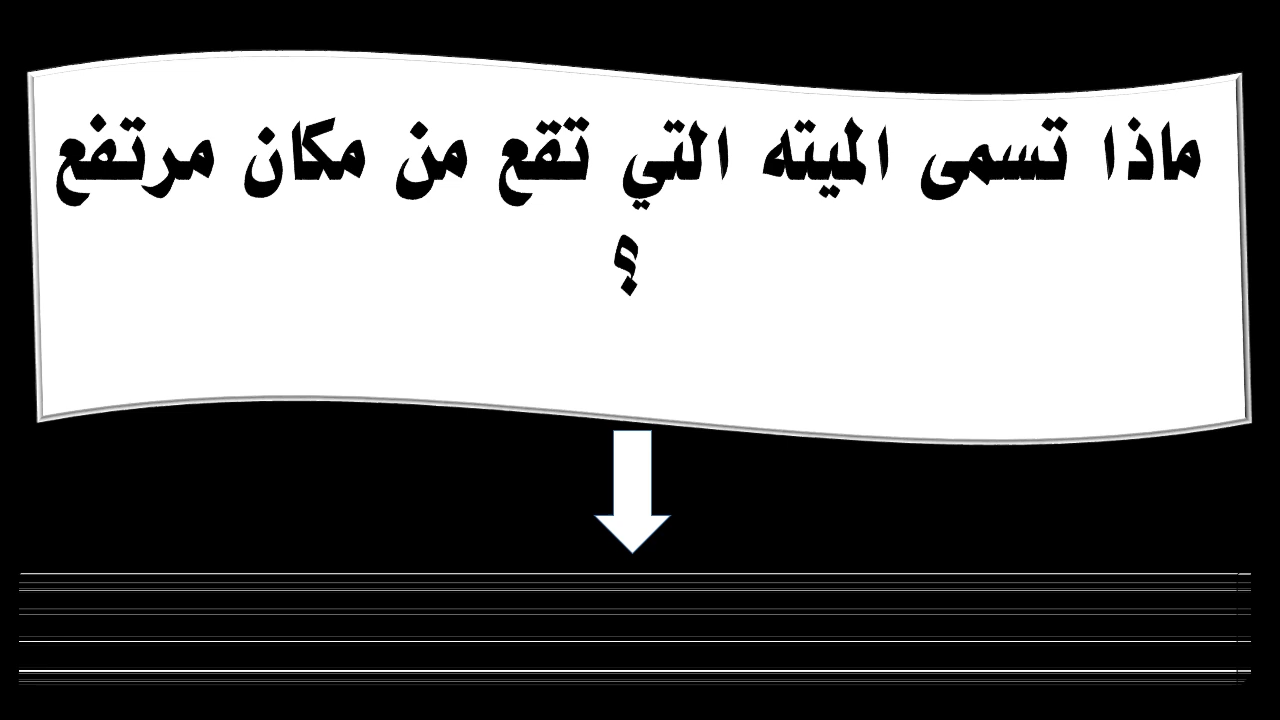 ماذا تسمى الميته التي تقع من مكان مرتفع
؟